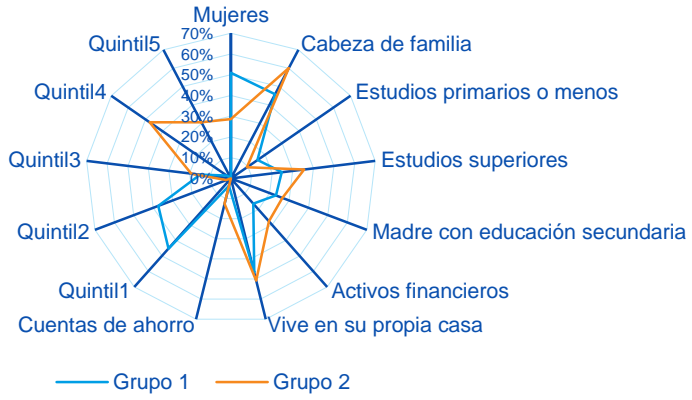 Mujeres
70%
60%
50%
40%
30%
20%
10%
0%
Cabeza de familia
Estudios primarios o menos
Estudios superiores
Madre con educación secundaria
Activos financieros
Vive en su propia casa
Cuentas de ahorro
Quintil1
Quintil2
Quintil3
Quintil4
Quintil5
Grupo 1
Grupo 2